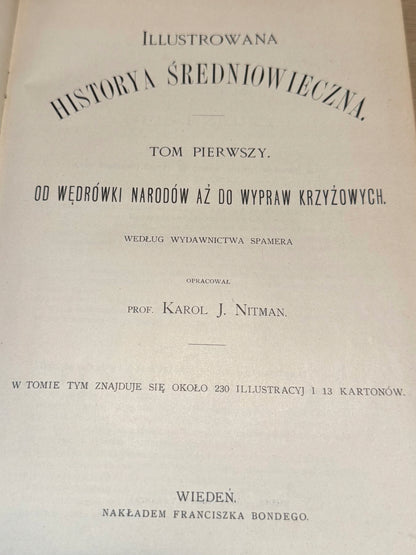 ILLUSTROWANA
HISTORYA ŚREDNIOWIECZNA.
TOM PIERWSZY.
OD WĘDRÓWKI NARODÓW AŻ DO WYPRAW KRZYŻOWYCH.
WEDŁUG WYDAWNICTWA SPAMERA
OPRACOWAŁ
PROF. KAROL J. NITMAN.
W TOMIE TYM ZNAJDUJE SIĘ OKOŁO 230 ILLUSTRACYJ I 13 KARTONÓW.
WIEDEŃ.
NAKŁADEM FRANCISZKA BONDEGO.